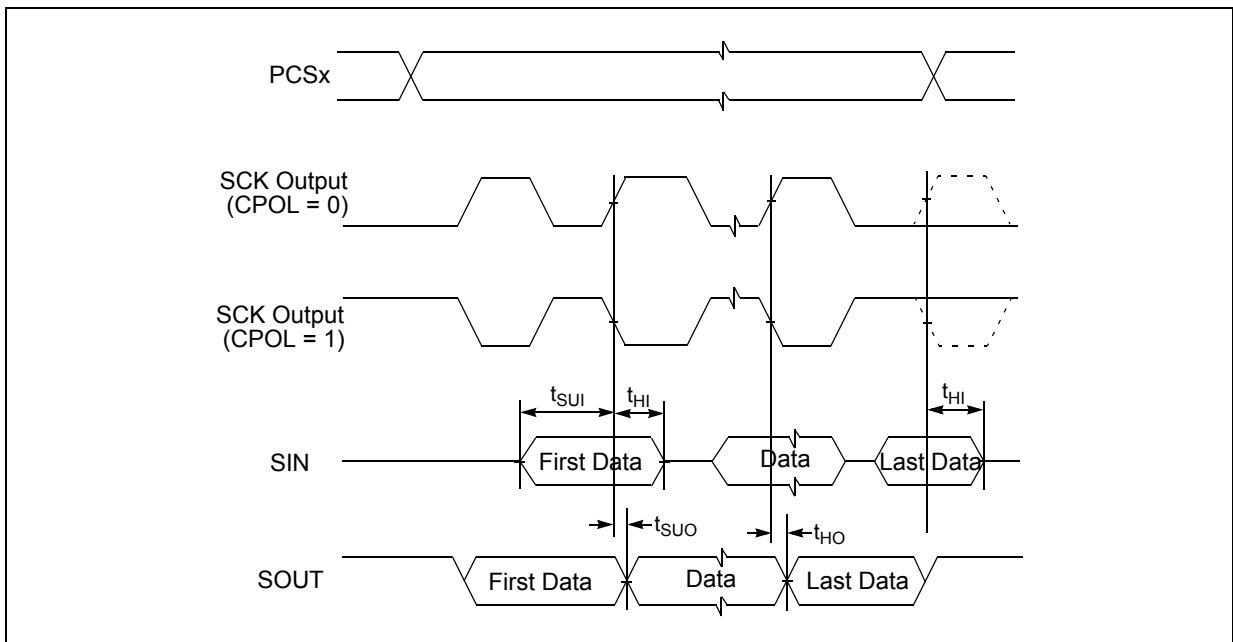 PCSx
SCK Output
(CPOL = 0)
SCK Output
(CPOL = 1)
tSUI
tHI
tHI
SIN
First Data
Data
Last Data
tSUO
tHO
SOUT
First Data
Data
Last Data